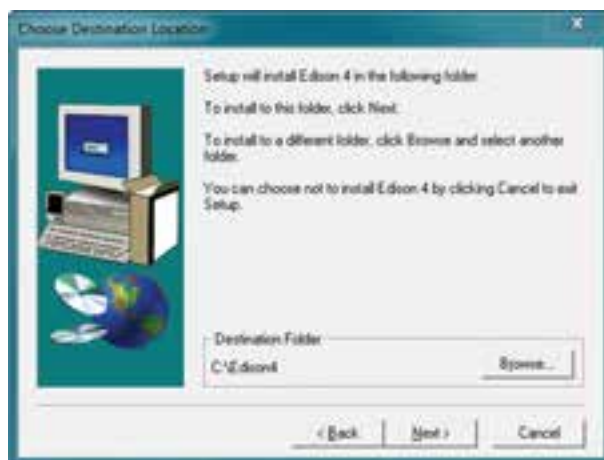 Choose Destination Location
Setup will install Edison 4 in the following folder.
To install to this folder, click Next.
To install to a different folder, click Browse and select another
folder.
You can choose not to install Edison 4 by clicking Cancel to exit
Setup.
Destination Folder
C:\Edison4
Browse...
< Back
Next >
Cancel